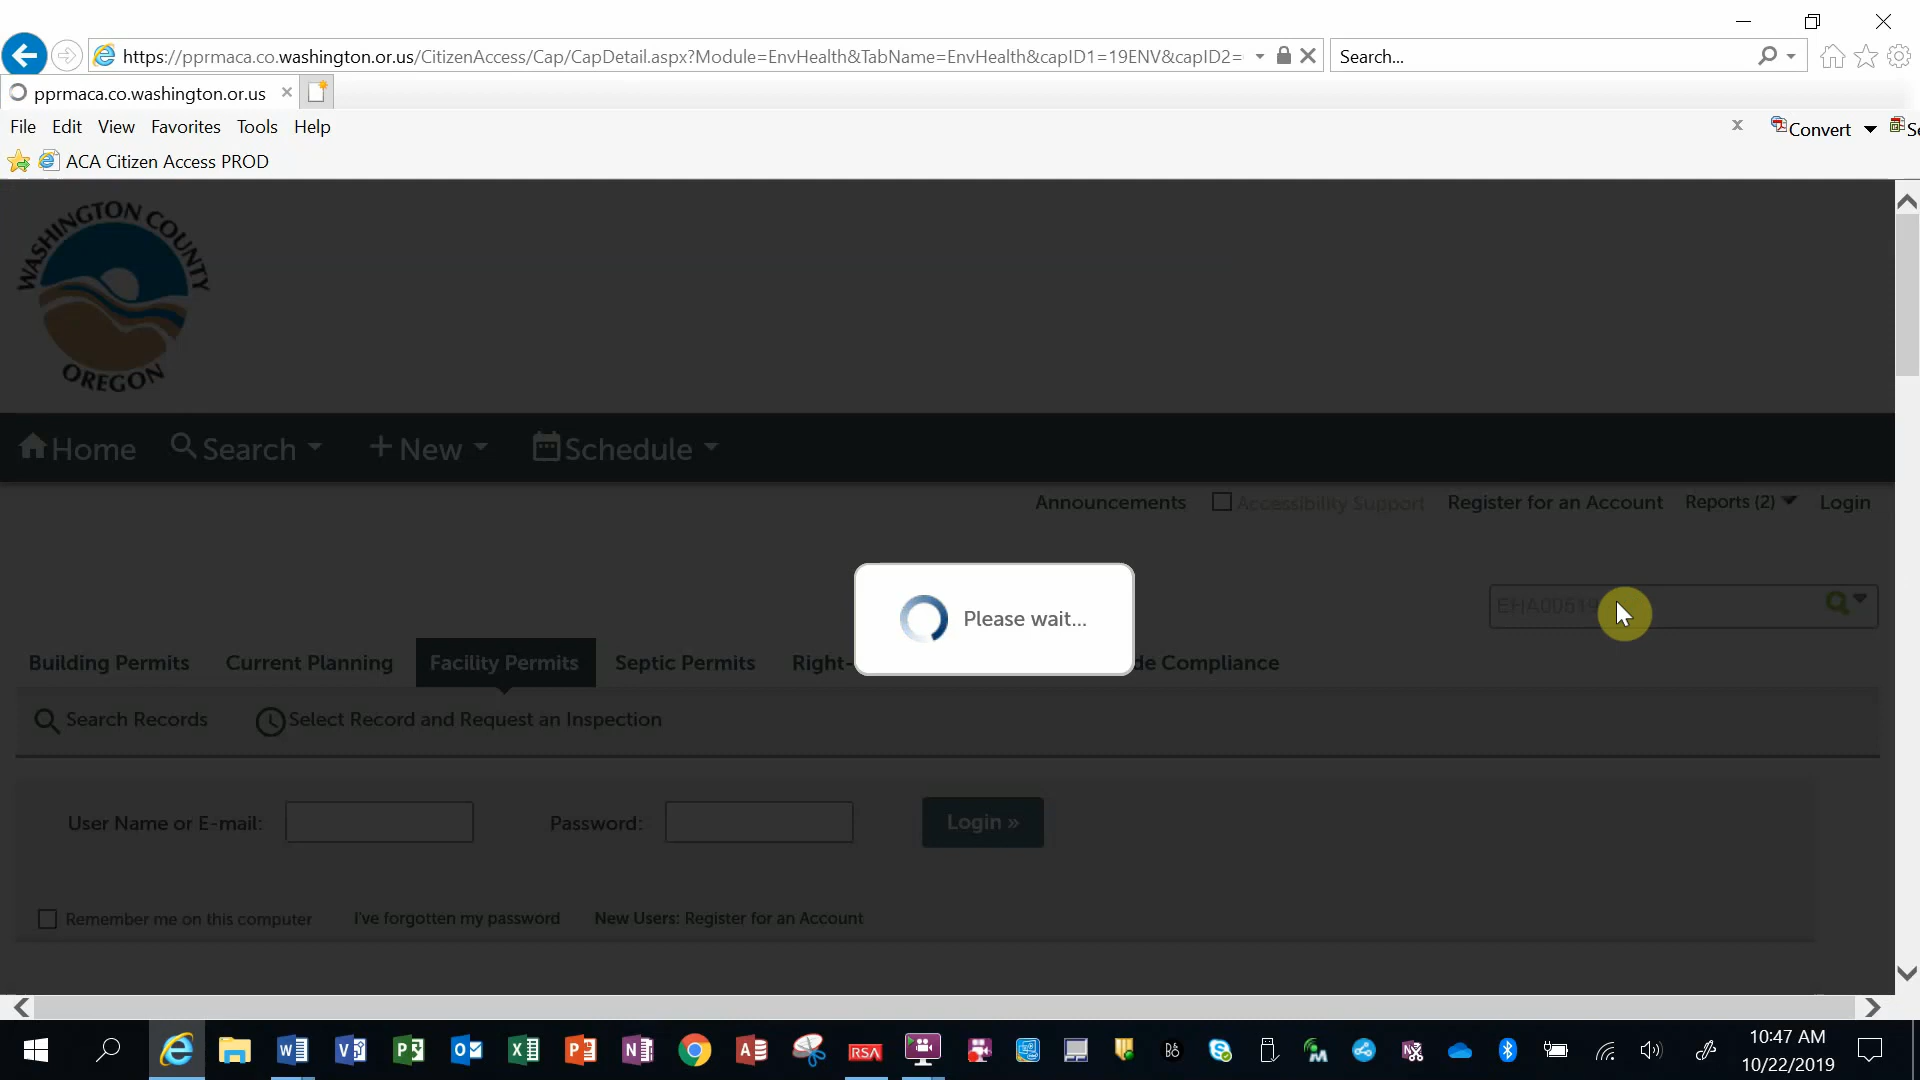 https://pprmaca.co.washington.or.us/CitizenAccess/Cap/CapDetail.aspx?Module=EnvHealth&TabName=EnvHealth&capID1=19ENV&capID2= Search...
pprmaca.co.washington.or.us
File Edit View Favorites Tools Help Convert
ACA Citizen Access PROD
WASHINGTON COUNTY
OREGON
Home Search New Schedule
Announcements Accessibility Support Register for an Account Reports (2) Login
Please wait...
Building Permits Current Planning Facility Permits Septic Permits Right- de Compliance
Search Records Select Record and Request an Inspection
User Name or E-mail: Password: Login »
Remember me on this computer I've forgotten my password New Users: Register for an Account
RSA
10:47 AM
10/22/2019